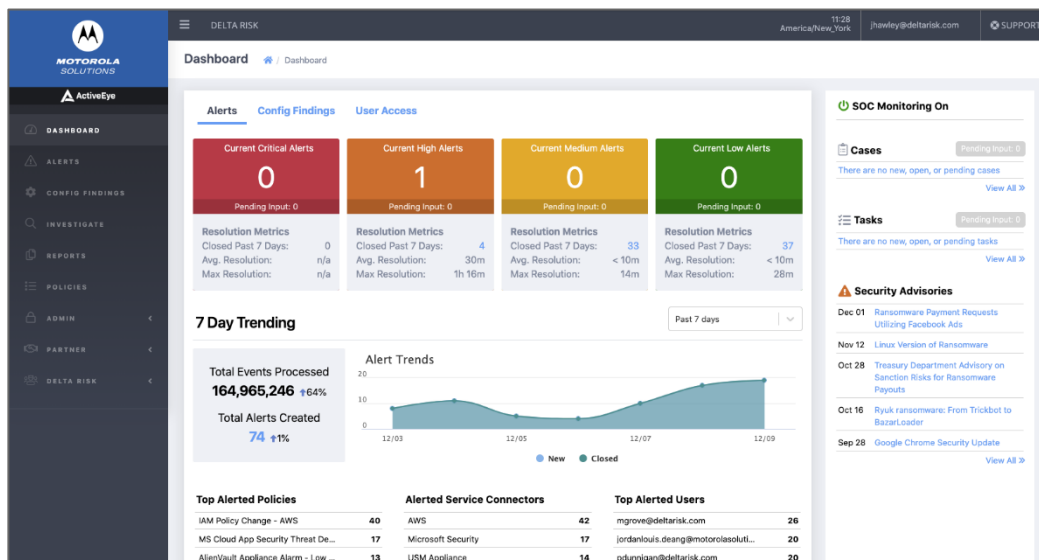 MOTOROLA
SOLUTIONS
ActiveEye
DASHBOARD
ALERTS
CONFIG FINDINGS
INVESTIGATE
REPORTS
POLICIES
ADMIN
PARTNER
DELTA RISK
DELTA RISK
11:28
America/New_York
jhawley@deltarisk.com
SUPPORT
Dashboard / Dashboard
Alerts Config Findings User Access
Current Critical Alerts
0
Pending Input: 0
Resolution Metrics
Closed Past 7 Days: 0
Avg. Resolution: n/a
Max Resolution: n/a
Current High Alerts
1
Pending Input: 0
Resolution Metrics
Closed Past 7 Days: 4
Avg. Resolution: 30m
Max Resolution: 1h 16m
Current Medium Alerts
0
Pending Input: 0
Resolution Metrics
Closed Past 7 Days: 33
Avg. Resolution: < 10m
Max Resolution: 14m
Current Low Alerts
0
Pending Input: 0
Resolution Metrics
Closed Past 7 Days: 37
Avg. Resolution: < 10m
Max Resolution: 28m
7 Day Trending
Past 7 days
Total Events Processed
164,965,246 ↑64%
Total Alerts Created
74 ↑1%
Alert Trends
20
10
0
12/03 12/05 12/07 12/09
New Closed
Top Alerted Policies
IAM Policy Change - AWS 40
MS Cloud App Security Threat De... 17
AlienVault Appliance Alarm - Low ... 13
Alerted Service Connectors
AWS 42
Microsoft Security 17
USM Appliance 14
Top Alerted Users
mgrove@deltarisk.com 26
jordanlouis.deang@motorolasoluti... 20
pdunnigan@deltarisk.com 20
SOC Monitoring On
Cases Pending Input: 0
There are no new, open, or pending cases
View All »
Tasks Pending Input: 0
There are no new, open, or pending tasks
View All »
Security Advisories
Dec 01 Ransomware Payment Requests
Utilizing Facebook Ads
Nov 12 Linux Version of Ransomware
Oct 28 Treasury Department Advisory on
Sanction Risks for Ransomware
Payouts
Oct 16 Ryuk ransomware: From Trickbot to
BazarLoader
Sep 28 Google Chrome Security Update
View All »